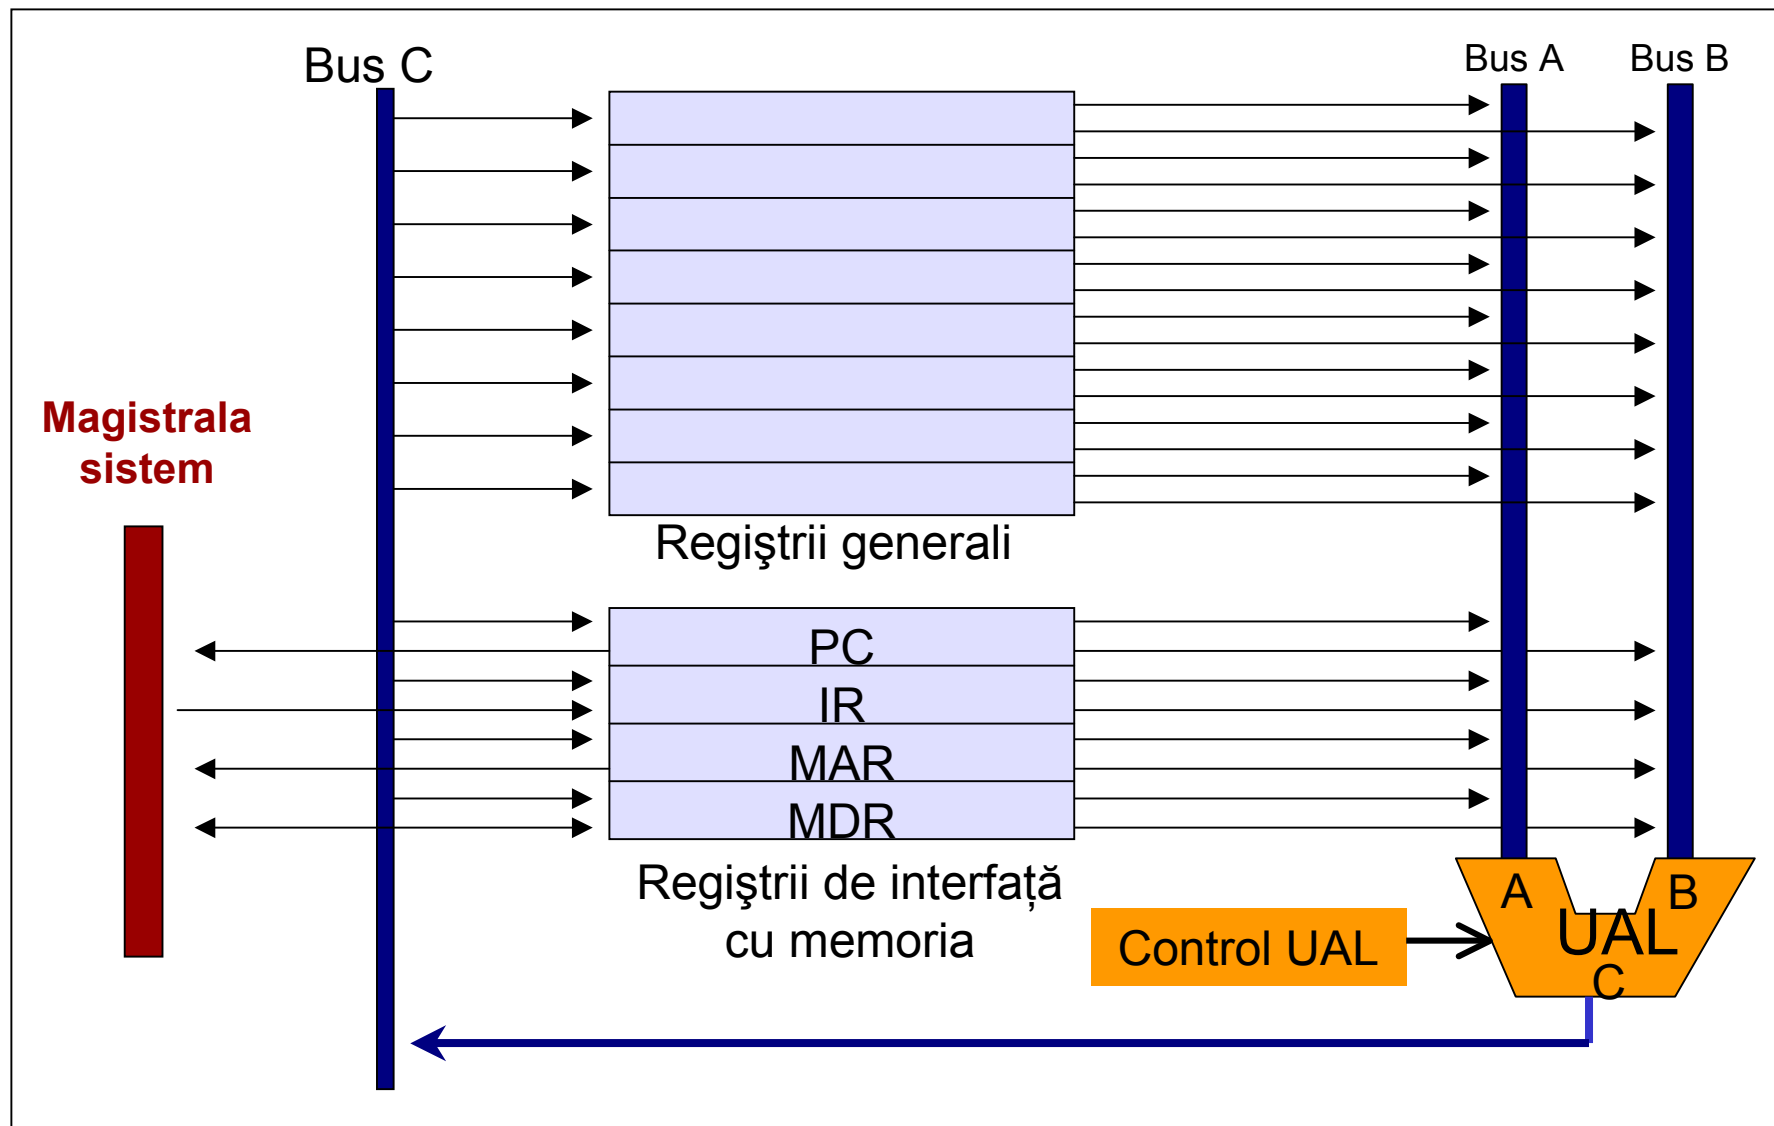 Bus C
Bus A
Bus B
Magistrala
sistem
Regiştrii generali
PC
IR
MAR
MDR
Regiştrii de interfaţă
cu memoria
Control UAL
A
B
UAL
C